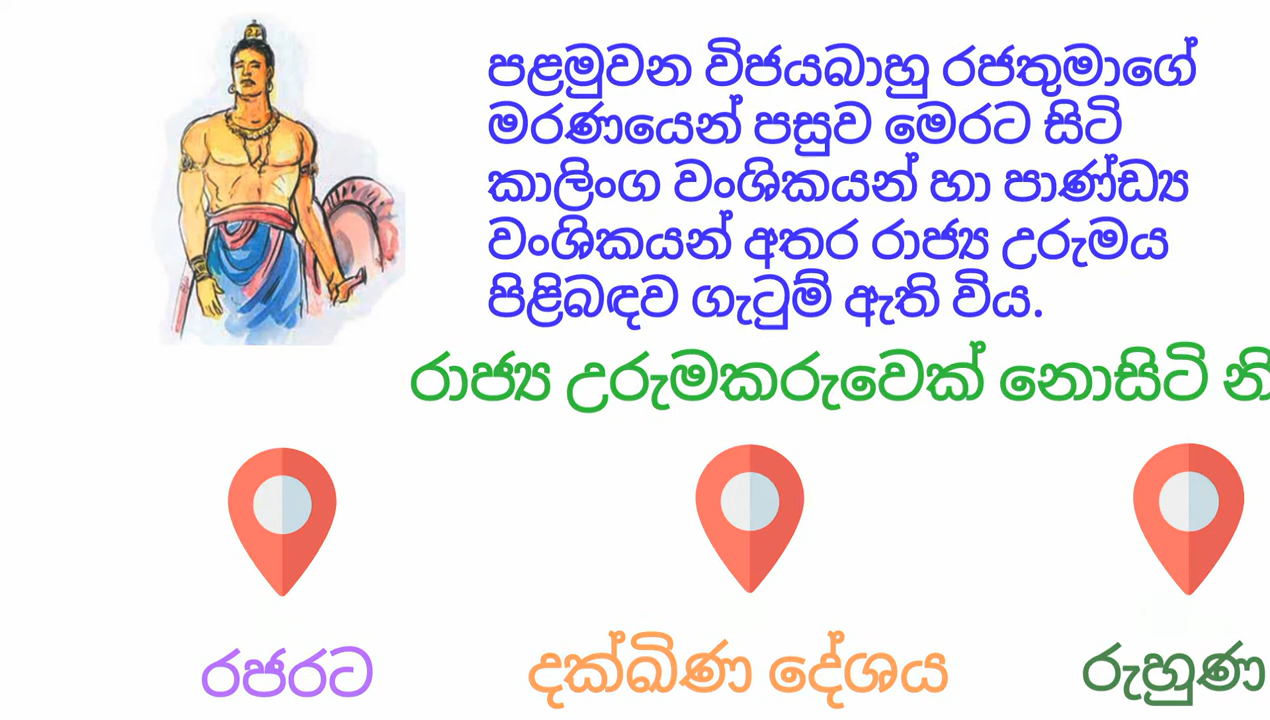 පළමුවන විජයබාහු රජතුමාගේ
මරණයෙන් පසුව මෙරට සිටි
කාලිංග වංශිකයන් හා පාණ්ඩ්‍ය
වංශිකයන් අතර රාජ්‍ය උරුමය
පිළිබඳව ගැටුම් ඇති විය.
රාජ්‍ය උරුමකරුවෙක් නොසිටි
රජරට දක්ඛිණ දේශය රුහුණ